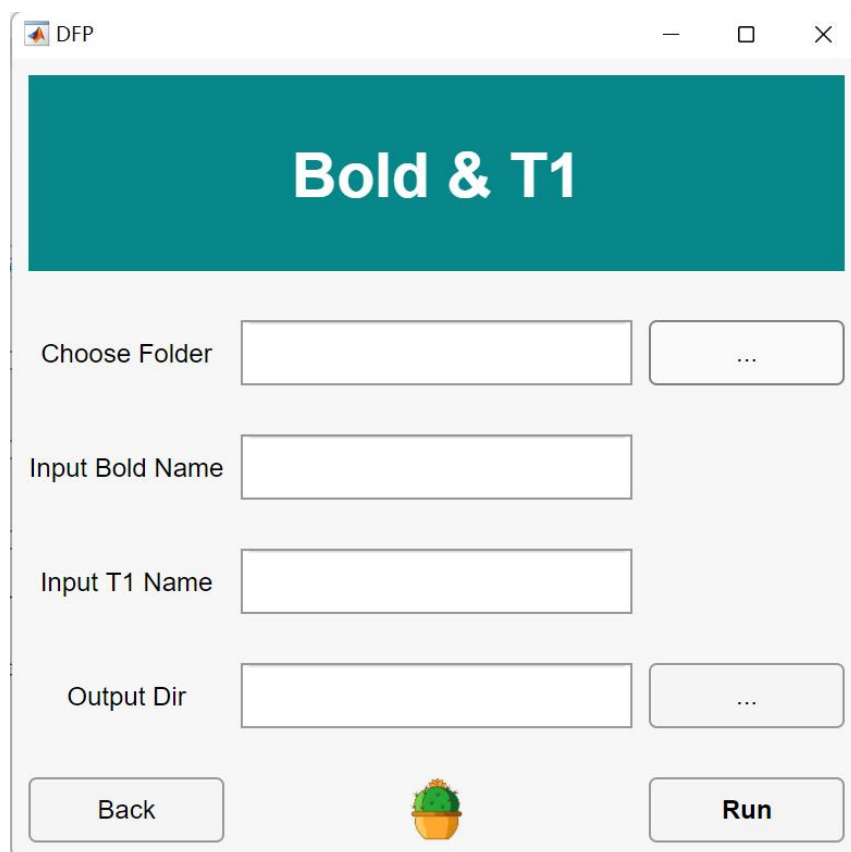 DFP
Bold & T1
Choose Folder
...
Input Bold Name
Input T1 Name
Output Dir
...
Back
Run